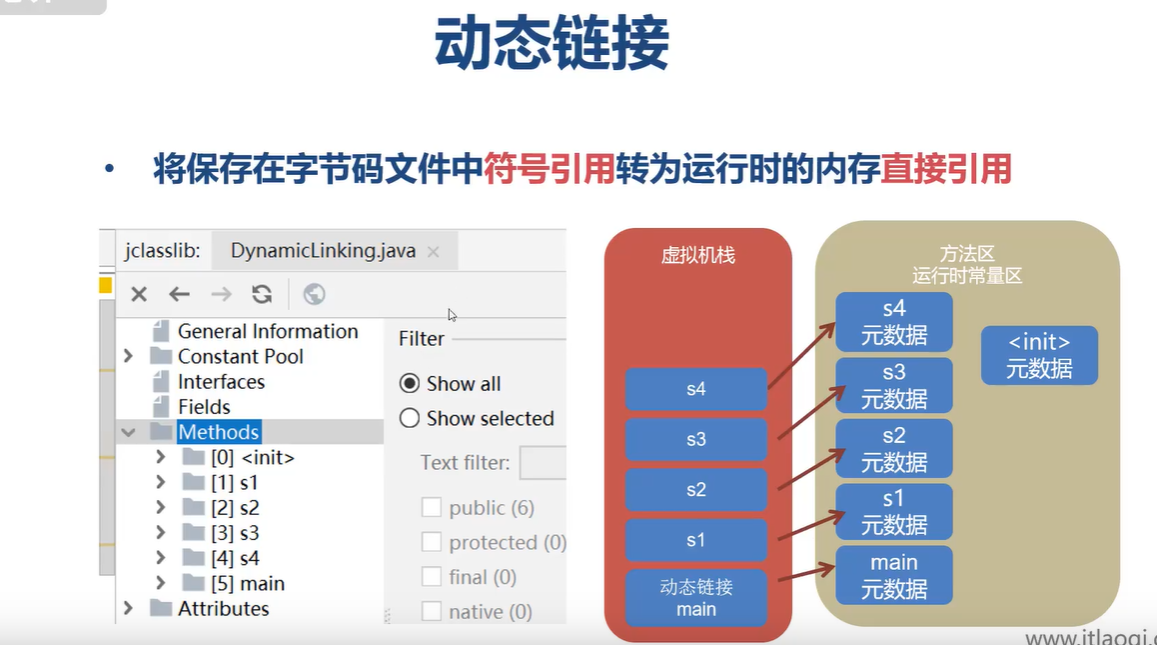 动态链接
• 将保存在字节码文件中符号引用转为运行时的内存直接引用
jclasslib:
DynamicLinking.java
General Information
Constant Pool
Interfaces
Fields
Methods
[0] <init>
[1] s1
[2] s2
[3] s3
[4] s4
[5] main
Attributes
Filter
Show all
Show selected
Text filter:
public (6)
protected (0)
final (0)
native (0)
虚拟机栈
s4
s3
s2
s1
动态链接
main
方法区
运行时常量区
s4
元数据
s3
元数据
s2
元数据
s1
元数据
main
元数据
<init>
元数据